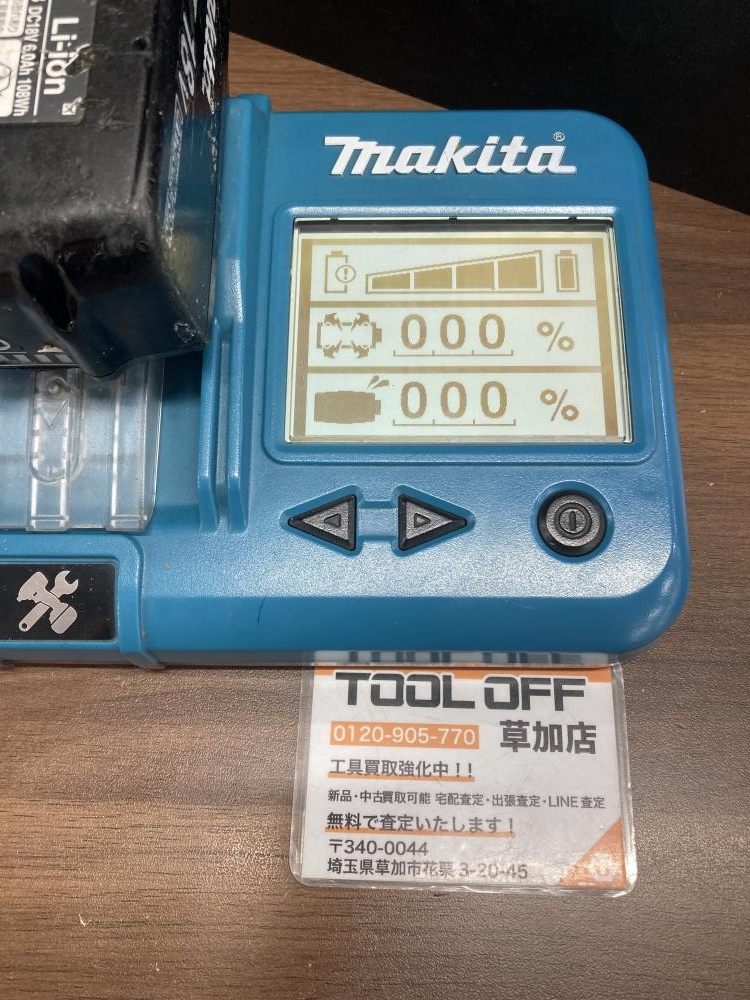 Li-ion
DC18V 6.0Ah 108Wh
makita®
000 %
000 %
TOOL OFF
0120-905-770 草加店
工具買取強化中!!
新品・中古買取可能 宅配査定・出張査定・LINE査定
無料で査定いたします!
〒340-0044
埼玉県草加市花栗 3-20-45